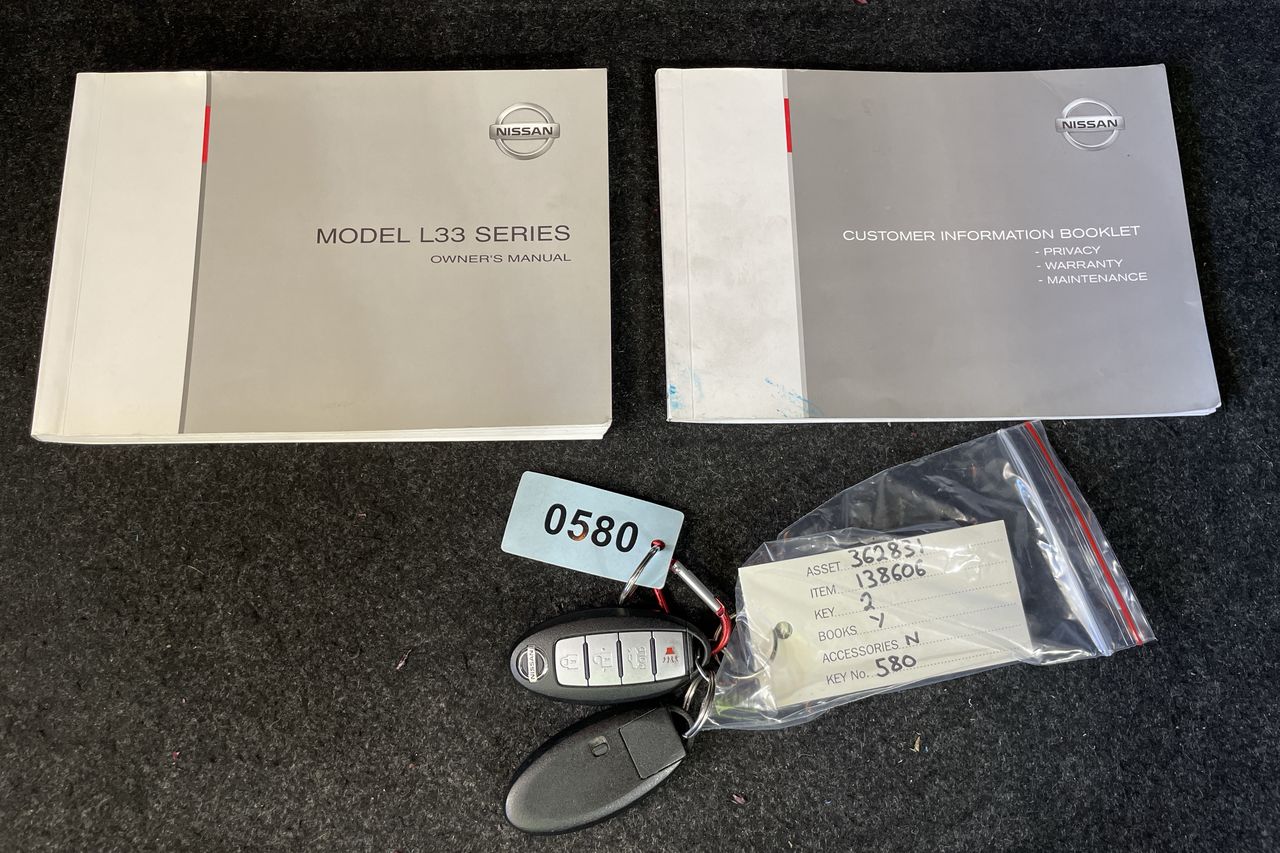 NISSAN
MODEL L33 SERIES
OWNER'S MANUAL
NISSAN
CUSTOMER INFORMATION BOOKLET
- PRIVACY
- WARRANTY
- MAINTENANCE
0580
NISSAN
ASSET 362831
ITEM 138606
KEY 2
BOOKS Y
ACCESSORIES N
KEY No. 580